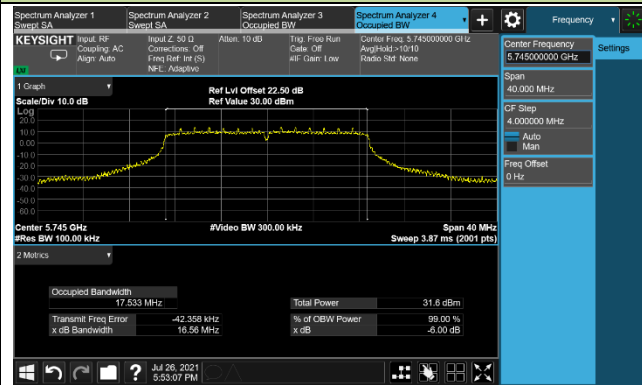 Spectrum Analyzer 1
Swept SA
Spectrum Analyzer 2
Swept SA
Spectrum Analyzer 3
Occupied BW
Spectrum Analyzer 4
Occupied BW
Frequency
KEYSIGHT
Input: RF
Coupling: AC
Align: Auto
Input Z: 50 Ω
Corrections: Off
Freq Ref: Int (S)
NFE: Adaptive
Atten: 10 dB
Trig: Free Run
Gate: Off
#IF Gain: Low
Center Freq: 5.745000000 GHz
Avg|Hold:>10/10
Radio Std: None
Center Frequency
5.745000000 GHz
Settings
Span
40.000 MHz
CF Step
4.000000 MHz
Auto
Man
Freq Offset
0 Hz
LXI
1 Graph
Scale/Div 10.0 dB
Ref Lvl Offset 22.50 dB
Ref Value 30.00 dBm
Log
20.0
10.0
0.00
-10.0
-20.0
-30.0
-40.0
-50.0
-60.0
Center 5.745 GHz
#Res BW 100.00 kHz
#Video BW 300.00 kHz
Span 40 MHz
Sweep 3.87 ms (2001 pts)
2 Metrics
Occupied Bandwidth
17.533 MHz
Total Power
31.6 dBm
Transmit Freq Error
-42.358 kHz
% of OBW Power
99.00 %
x dB Bandwidth
16.56 MHz
x dB
-6.00 dB
Jul 26, 2021
5:53:07 PM